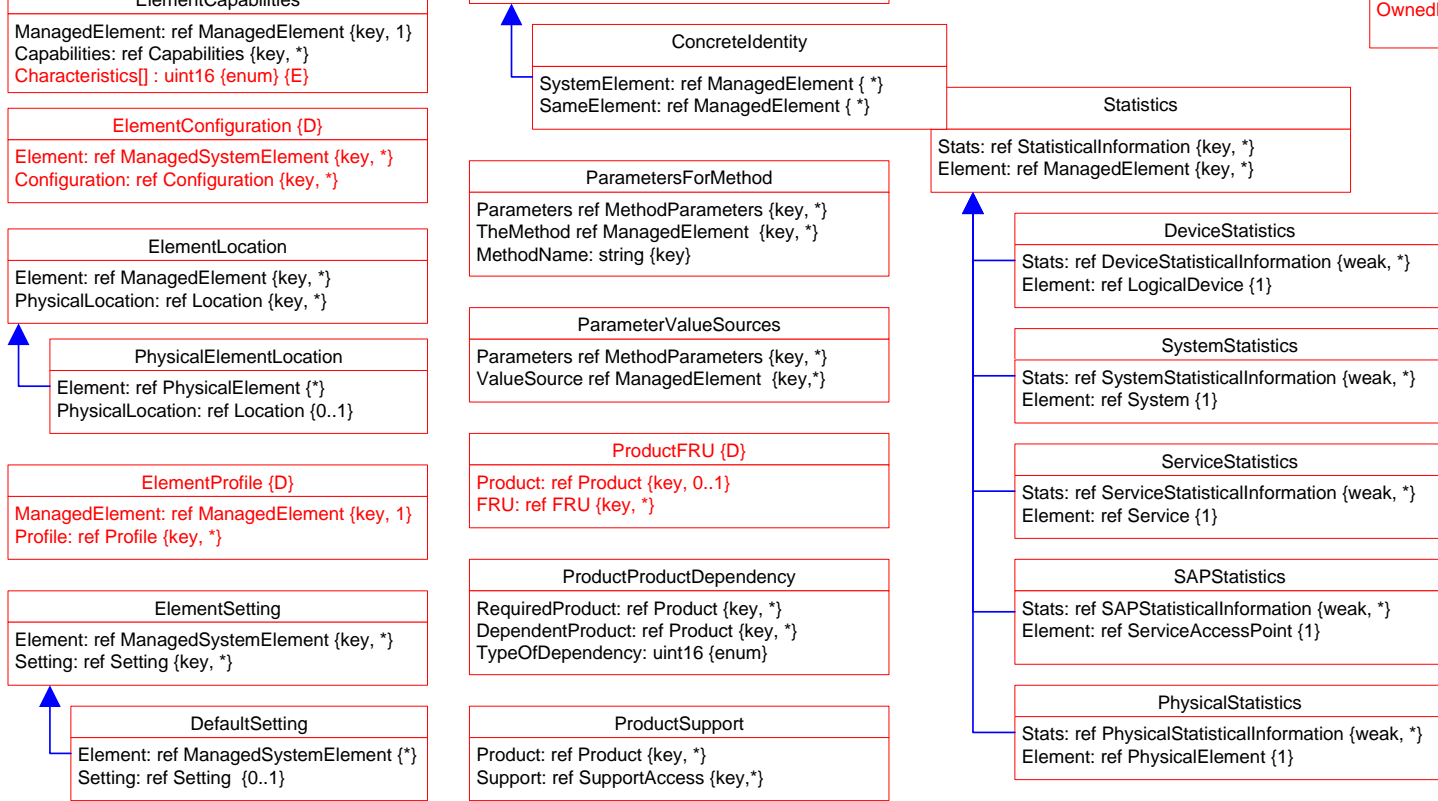 ElementCapabilities
ManagedElement: ref ManagedElement {key, 1}
Capabilities: ref Capabilities {key, *}
Characteristics[] : uint16 {enum} {E}
ElementConfiguration {D}
Element: ref ManagedSystemElement {key, *}
Configuration: ref Configuration {key, *}
ElementLocation
Element: ref ManagedElement {key, *}
PhysicalLocation: ref Location {key, *}
PhysicalElementLocation
Element: ref PhysicalElement {*}
PhysicalLocation: ref Location {0..1}
ElementProfile {D}
ManagedElement: ref ManagedElement {key, 1}
Profile: ref Profile {key, *}
ElementSetting
Element: ref ManagedSystemElement {key, *}
Setting: ref Setting {key, *}
DefaultSetting
Element: ref ManagedSystemElement {*}
Setting: ref Setting {0..1}
ConcreteIdentity
SystemElement: ref ManagedElement { *}
SameElement: ref ManagedElement { *}
ParametersForMethod
Parameters ref MethodParameters {key, *}
TheMethod ref ManagedElement {key, *}
MethodName: string {key}
ParameterValueSources
Parameters ref MethodParameters {key, *}
ValueSource ref ManagedElement {key,*}
ProductFRU {D}
Product: ref Product {key, 0..1}
FRU: ref FRU {key, *}
ProductProductDependency
RequiredProduct: ref Product {key, *}
DependentProduct: ref Product {key, *}
TypeOfDependency: uint16 {enum}
ProductSupport
Product: ref Product {key, *}
Support: ref SupportAccess {key,*}
Statistics
Stats: ref StatisticalInformation {key, *}
Element: ref ManagedElement {key, *}
DeviceStatistics
Stats: ref DeviceStatisticalInformation {weak, *}
Element: ref LogicalDevice {1}
SystemStatistics
Stats: ref SystemStatisticalInformation {weak, *}
Element: ref System {1}
ServiceStatistics
Stats: ref ServiceStatisticalInformation {weak, *}
Element: ref Service {1}
SAPStatistics
Stats: ref SAPStatisticalInformation {weak, *}
Element: ref ServiceAccessPoint {1}
PhysicalStatistics
Stats: ref PhysicalStatisticalInformation {weak, *}
Element: ref PhysicalElement {1}